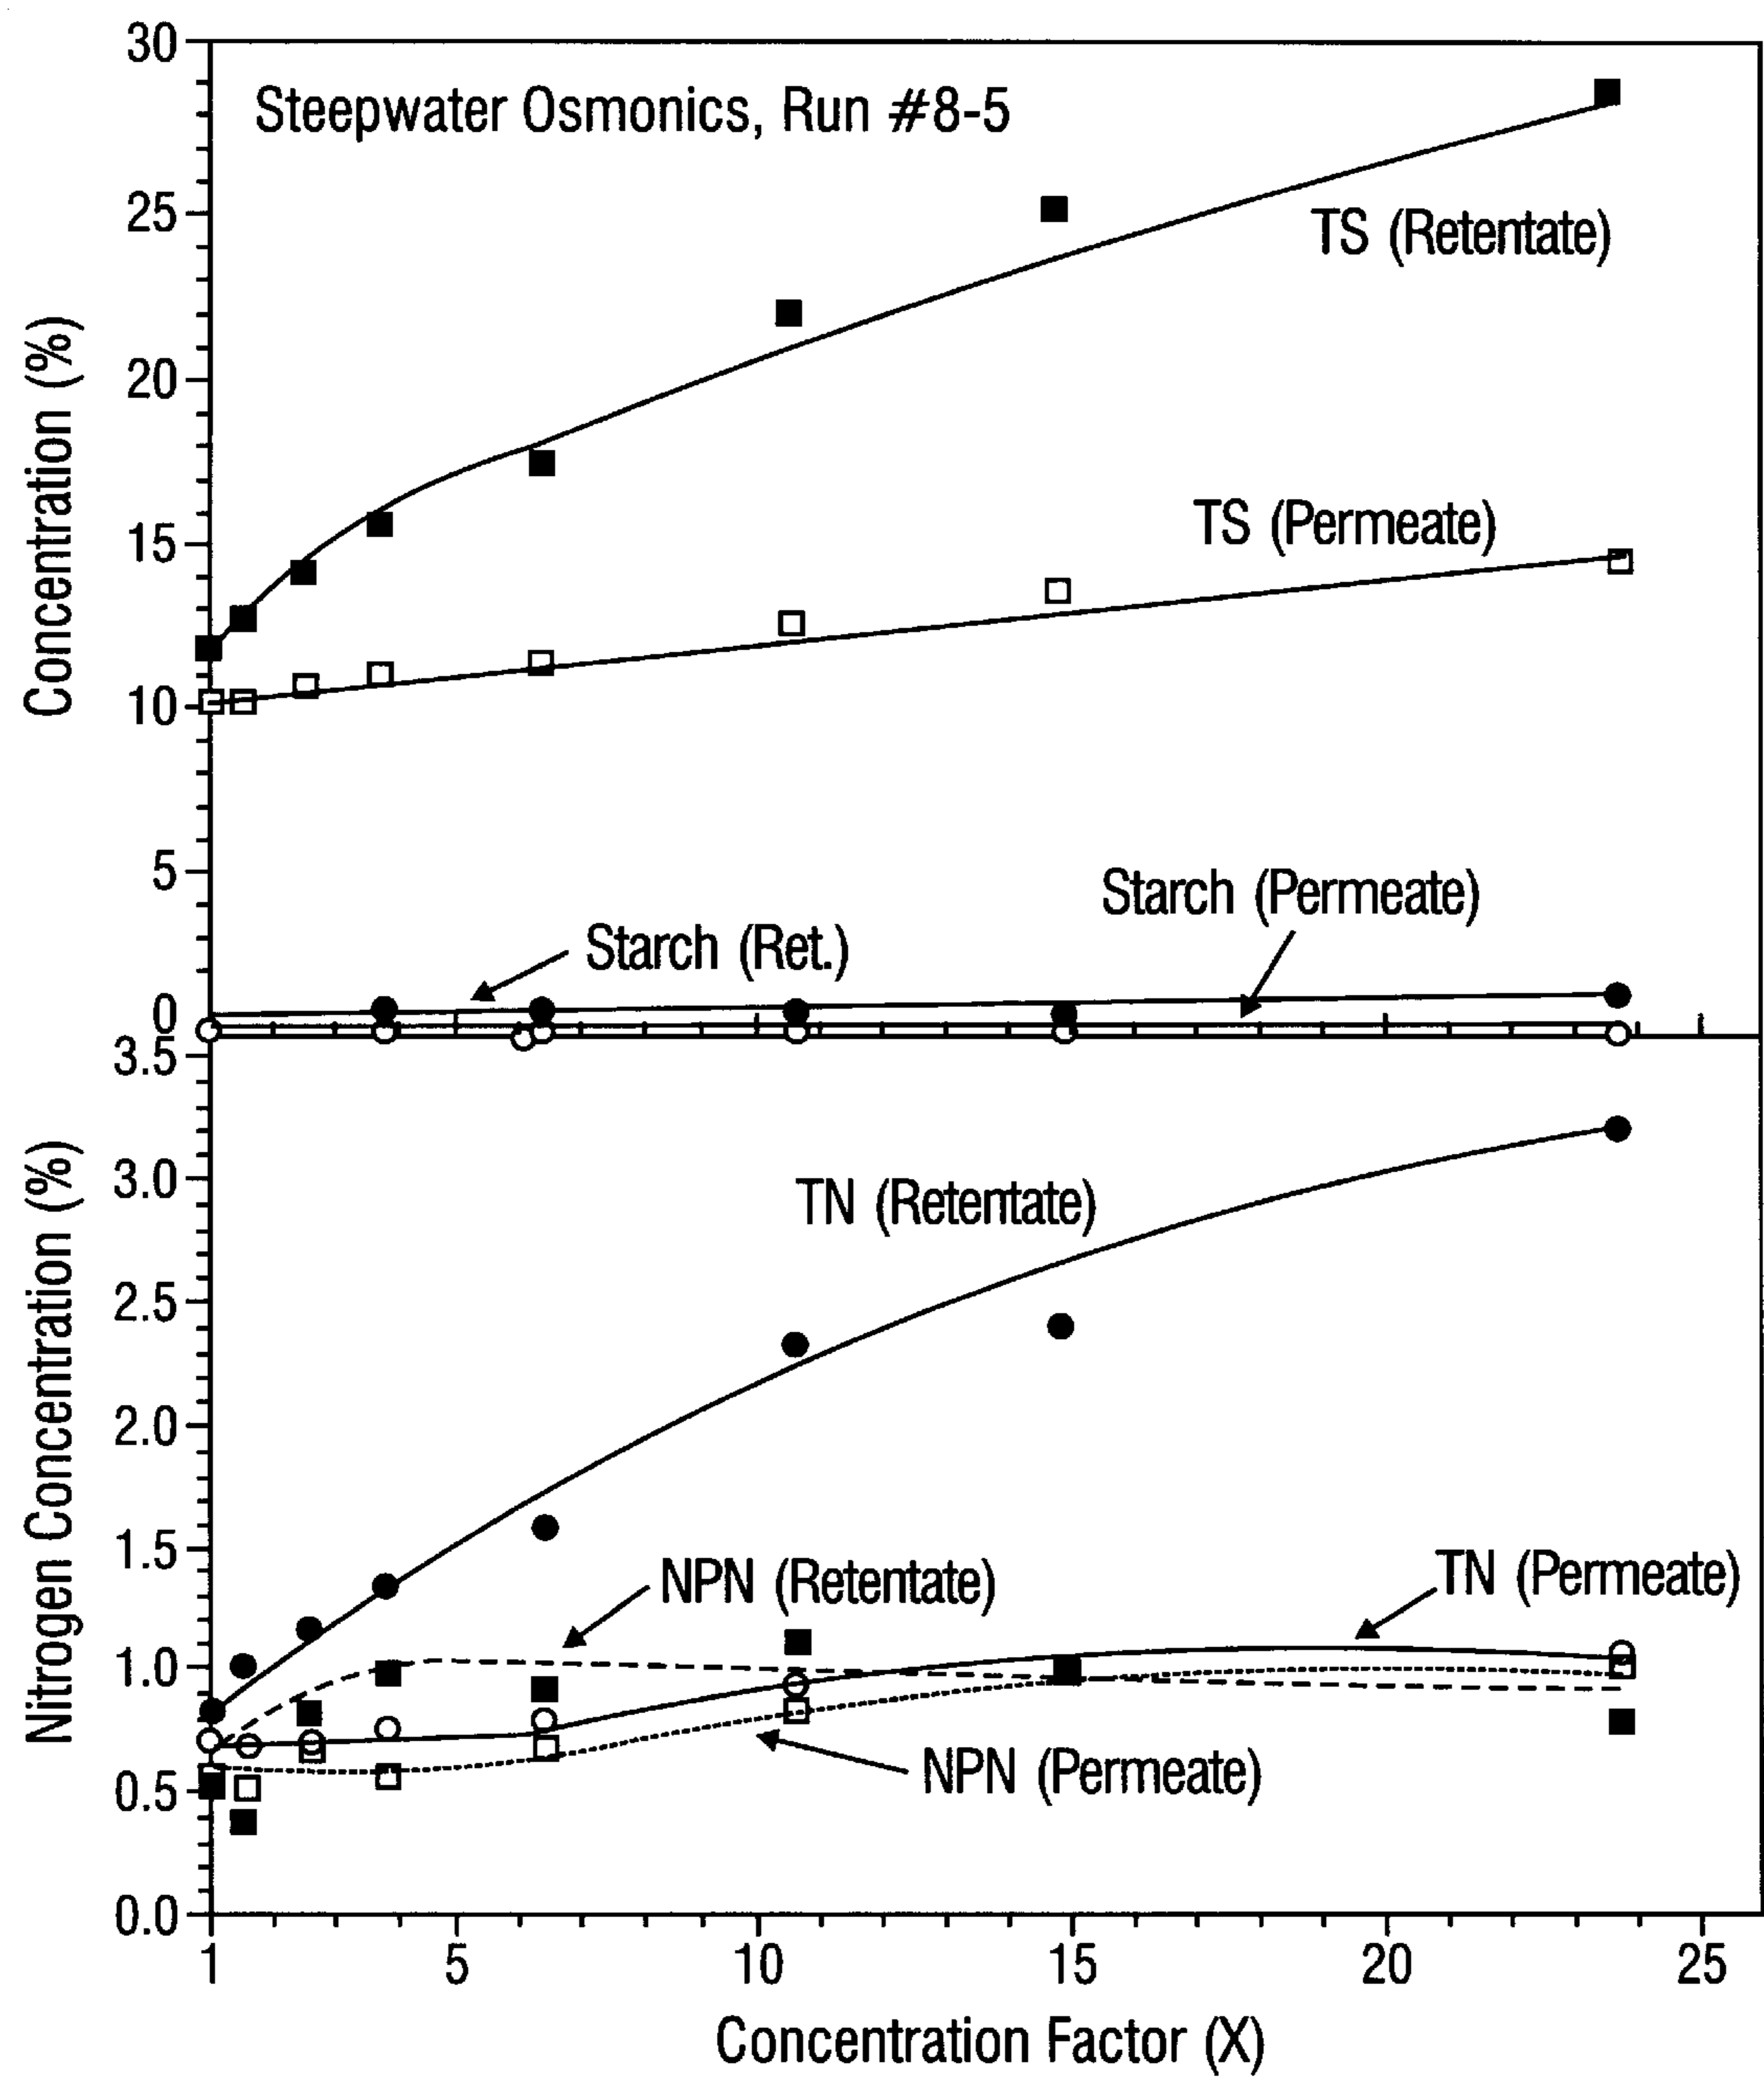 30
Steepwater Osmonics, Run #8-5
25
TS (Retentate)
20
Concentration (%)
TS (Permeate)
15
10
5
Starch (Permeate)
Starch (Ret.)
0
3.5
3.0
TN (Retentate)
2.5
Nitrogen Concentration (%)
2.0
1.5
NPN (Retentate)
TN (Permeate)
1.0
NPN (Permeate)
0.5
0.0
1 5 10 15 20 25
Concentration Factor (X)